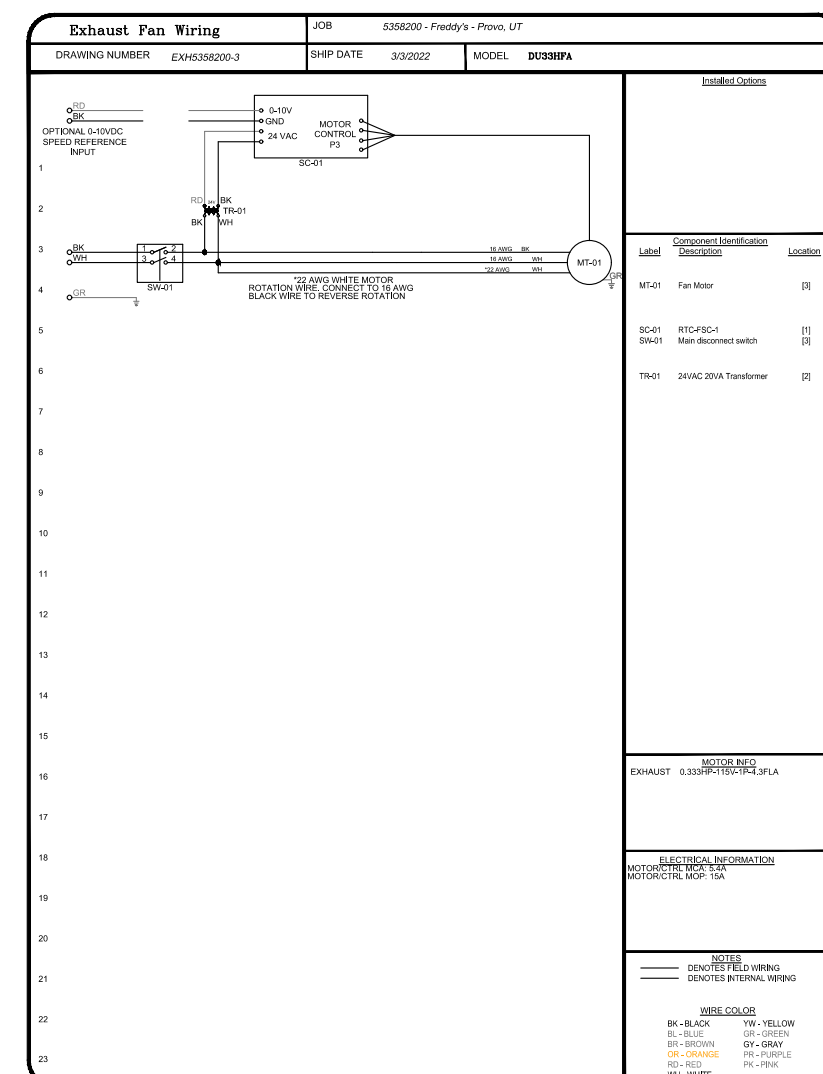 Exhaust Fan Wiring
JOB 5358200 - Freddy's - Provo, UT
DRAWING NUMBER EXH5358200-3
SHIP DATE 3/3/2022
MODEL DU33HFA
RD
BK
OPTIONAL 0-10VDC
SPEED REFERENCE
INPUT
0-10V
GND
24 VAC
MOTOR
CONTROL
P3
SC-01
RD 24V BK
TR-01
BK WH
BK
WH
1 2
3 4
SW-01
GR
16 AWG BK
16 AWG WH
*22 AWG WH
MT-01
GR
*22 AWG WHITE MOTOR
ROTATION WIRE. CONNECT TO 16 AWG
BLACK WIRE TO REVERSE ROTATION
1
2
3
4
5
6
7
8
9
10
11
12
13
14
15
16
17
18
19
20
21
22
23
Installed Options
Component Identification
Label Description Location
MT-01 Fan Motor [3]
SC-01 RTC-FSC-1 [1]
SW-01 Main disconnect switch [3]
TR-01 24VAC 20VA Transformer [2]
MOTOR INFO
EXHAUST 0.333HP-115V-1P-4.3FLA
ELECTRICAL INFORMATION
MOTOR/CTRL MCA: 5.4A
MOTOR/CTRL MOP: 15A
NOTES
DENOTES FIELD WIRING
DENOTES INTERNAL WIRING
WIRE COLOR
BK - BLACK YW - YELLOW
BL - BLUE GR - GREEN
BR - BROWN GY - GRAY
OR - ORANGE PR - PURPLE
RD - RED PK - PINK
WH - WHITE